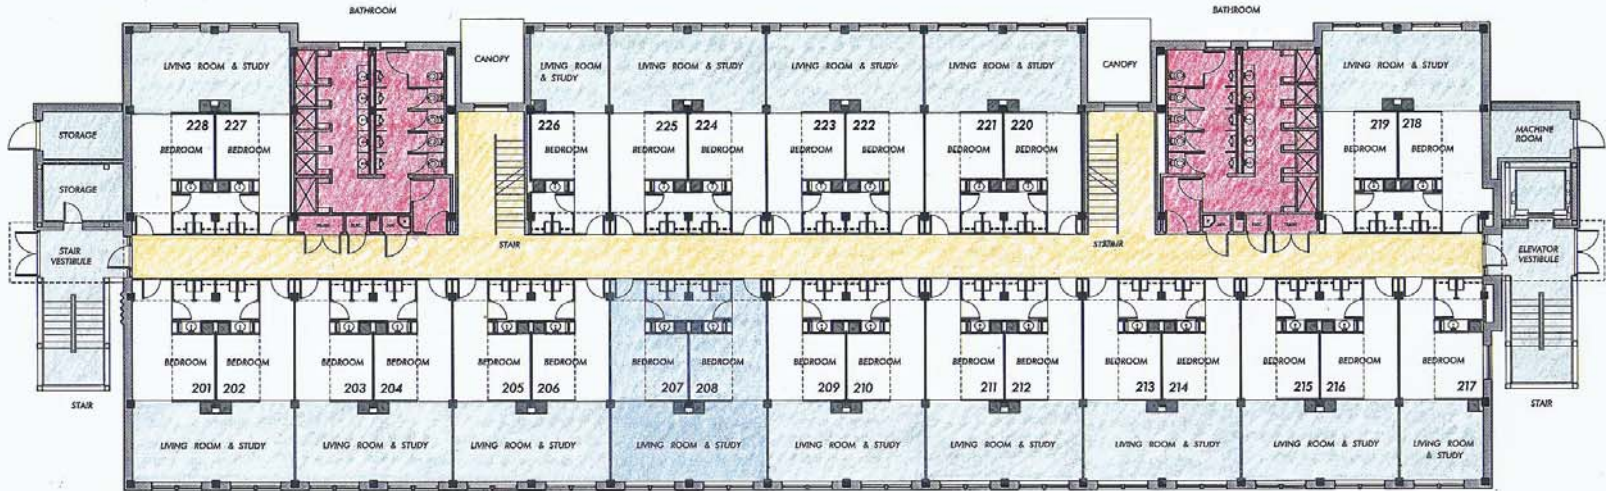 BATHROOM
BATHROOM
CANOPY
CANOPY
LIVING ROOM & STUDY
LIVING ROOM
& STUDY
LIVING ROOM & STUDY
LIVING ROOM & STUDY
LIVING ROOM & STUDY
LIVING ROOM & STUDY
228 227
226
225 224
223 222
221 220
219 218
STORAGE
BEDROOM BEDROOM
BEDROOM
BEDROOM BEDROOM
BEDROOM BEDROOM
BEDROOM BEDROOM
BEDROOM BEDROOM
MACHINE
ROOM
STORAGE
STAIR
VESTIBULE
STAIR
STAIR
ELEVATOR
VESTIBULE
BEDROOM BEDROOM
BEDROOM BEDROOM
BEDROOM BEDROOM
BEDROOM BEDROOM
BEDROOM BEDROOM
BEDROOM BEDROOM
BEDROOM BEDROOM
BEDROOM BEDROOM
BEDROOM
201 202
203 204
205 206
207 208
209 210
211 212
213 214
215 216
217
STAIR
STAIR
LIVING ROOM & STUDY
LIVING ROOM & STUDY
LIVING ROOM & STUDY
LIVING ROOM & STUDY
LIVING ROOM & STUDY
LIVING ROOM & STUDY
LIVING ROOM & STUDY
LIVING ROOM & STUDY
LIVING ROOM
& STUDY